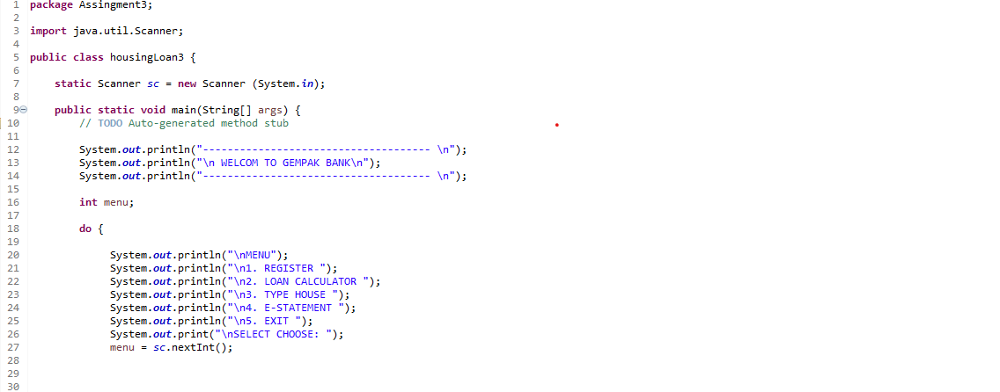 1 package Assingment3;
2
3 import java.util.Scanner;
4
5 public class housingLoan3 {
6
7 static Scanner sc = new Scanner (System.in);
8
9 public static void main(String[] args) {
10 // TODO Auto-generated method stub
11
12 System.out.println("------------------------------------- \n");
13 System.out.println("\n WELCOM TO GEMPAK BANK\n");
14 System.out.println("------------------------------------- \n");
15
16 int menu;
17
18 do {
19
20 System.out.println("\nMENU");
21 System.out.println("\n1. REGISTER ");
22 System.out.println("\n2. LOAN CALCULATOR ");
23 System.out.println("\n3. TYPE HOUSE ");
24 System.out.println("\n4. E-STATEMENT ");
25 System.out.println("\n5. EXIT ");
26 System.out.print("\nSELECT CHOOSE: ");
27 menu = sc.nextInt();
28
29
30